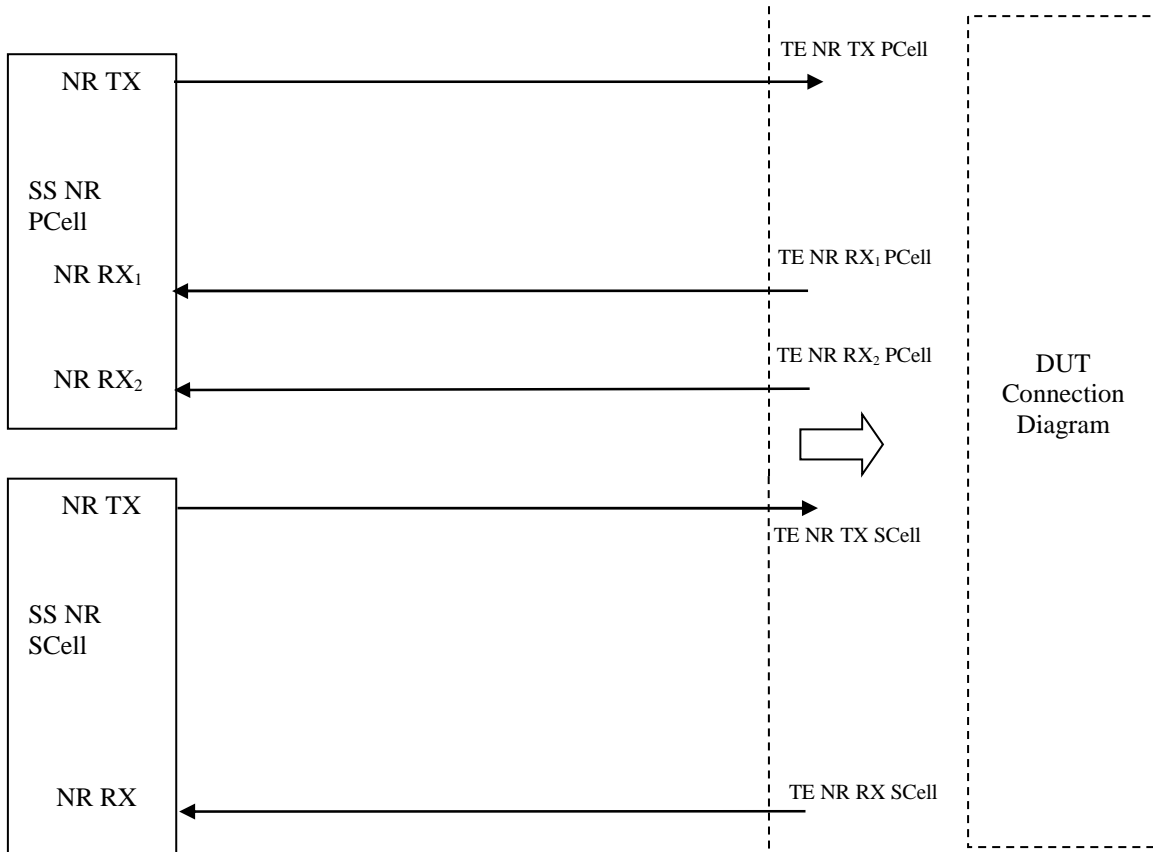 TE NR TX PCell
NR TX
SS NR
PCell
TE NR RX₁ PCell
NR RX₁
TE NR RX₂ PCell
NR RX₂
DUT
Connection
Diagram
NR TX
TE NR TX SCell
SS NR
SCell
TE NR RX SCell
NR RX